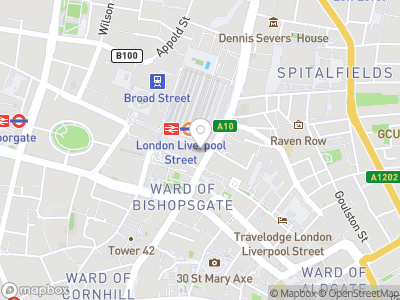 Wilson
Appold St
Dennis Severs' House
B100
SPITALFIELDS
Broad Street
A10
Raven Row
GCU
orgate
London Liverpool
Street
A1202
Goulston St
WARD OF
BISHOPSGATE
Travelodge London
Liverpool Street
Tower 42
30 St Mary Axe
WARD OF
CORNHILL
WARD OF
mapbox
© Mapbox © OpenStreetMap